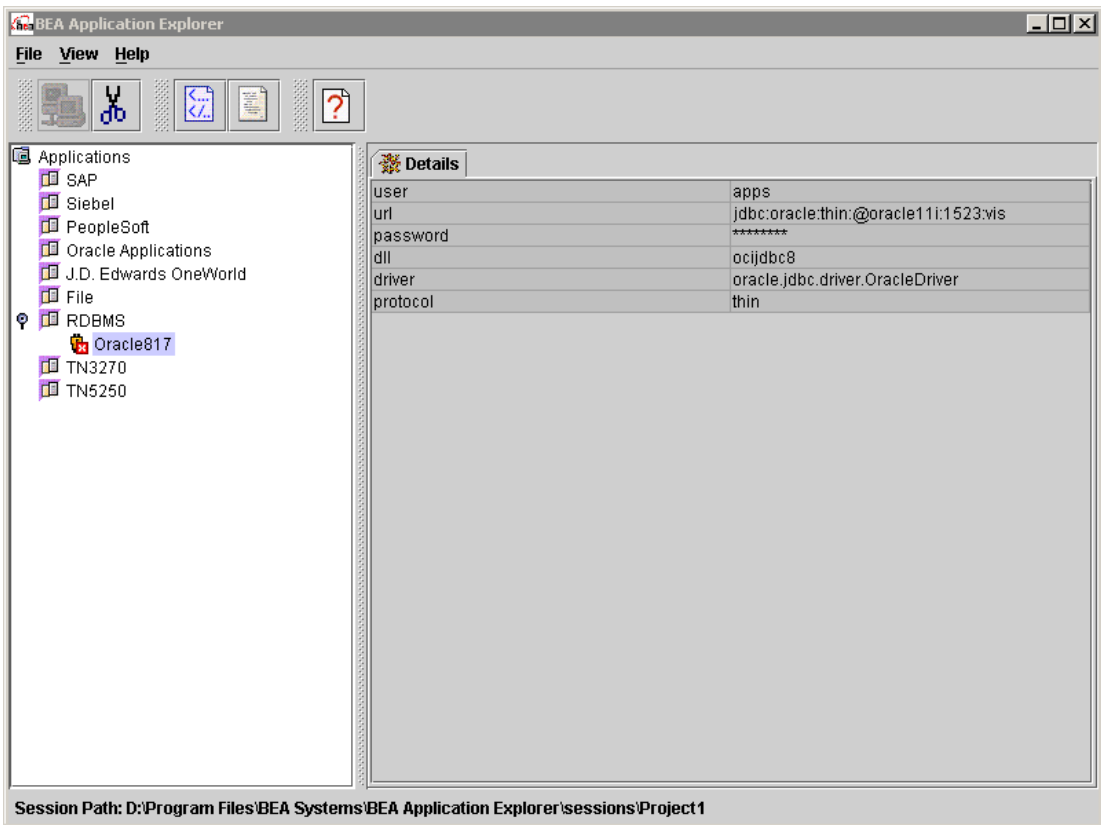 BEA Application Explorer
File View Help
Applications
SAP
Siebel
PeopleSoft
Oracle Applications
J.D. Edwards OneWorld
File
RDBMS
Oracle817
TN3270
TN5250
Details
user apps
url jdbc:oracle:thin:@oracle11i:1523:vis
password ********
dll ocijdbc8
driver oracle.jdbc.driver.OracleDriver
protocol thin
Session Path: D:\Program Files\BEA Systems\BEA Application Explorer\sessions\Project1